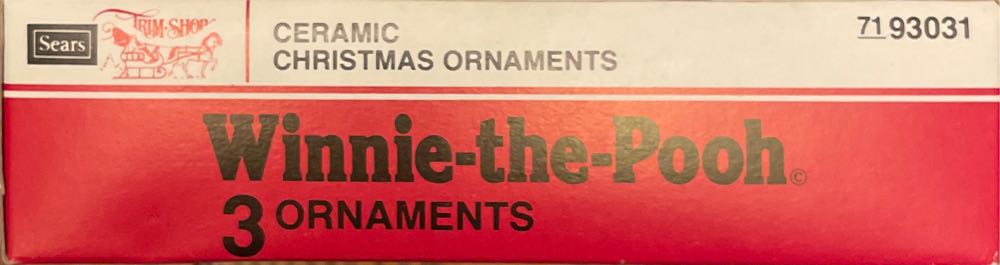 Sears
TRIM-SHOP
CERAMIC
CHRISTMAS ORNAMENTS
71 93031
Winnie-the-Pooh©
3 ORNAMENTS